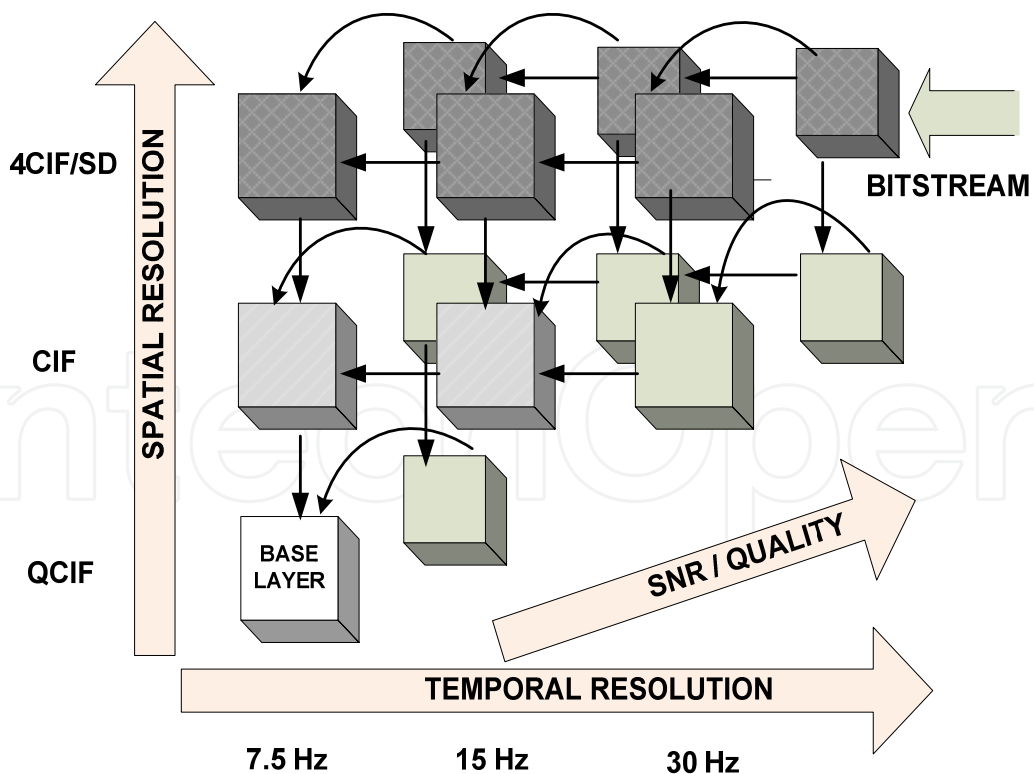 4CIF/SD
BITSTREAM
SPATIAL RESOLUTION
CIF
QCIF
BASE
LAYER
SNR / QUALITY
TEMPORAL RESOLUTION
7.5 Hz
15 Hz
30 Hz
ntechOpen